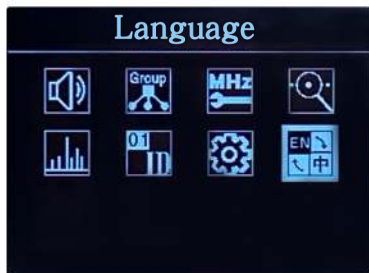 Language
Group
MHz
01
ID
EN
中